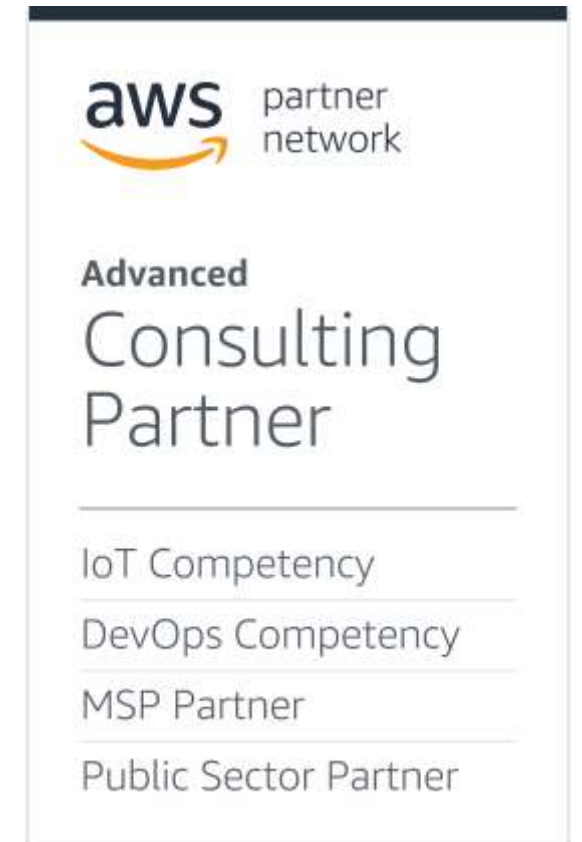 aws partner
network
Advanced
Consulting
Partner
IoT Competency
DevOps Competency
MSP Partner
Public Sector Partner